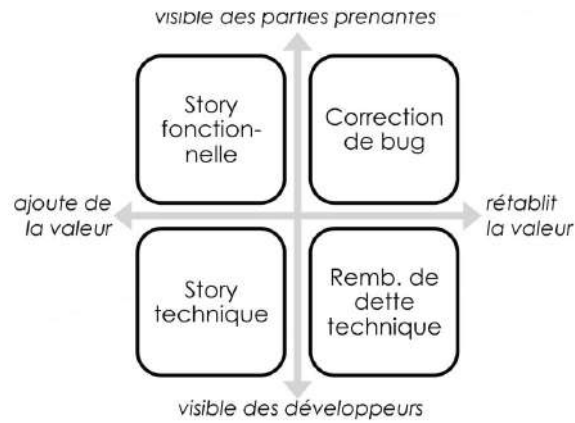 visible des parties prenantes
Story
fonction-
nelle
Correction
de bug
ajoute de
la valeur
rétablit
la valeur
Story
technique
Remb. de
dette
technique
visible des développeurs